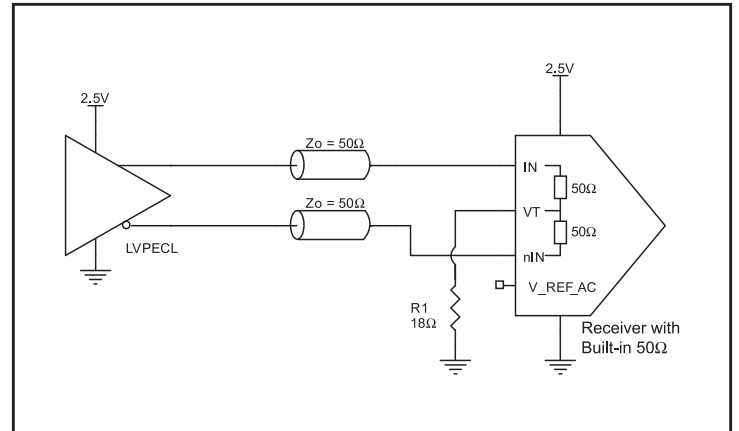 2.5V
2.5V
Zo = 50Ω
IN
50Ω
Zo = 50Ω
VT
50Ω
LVPECL
nIN
V_REF_AC
R1
18Ω
Receiver with
Built-in 50Ω